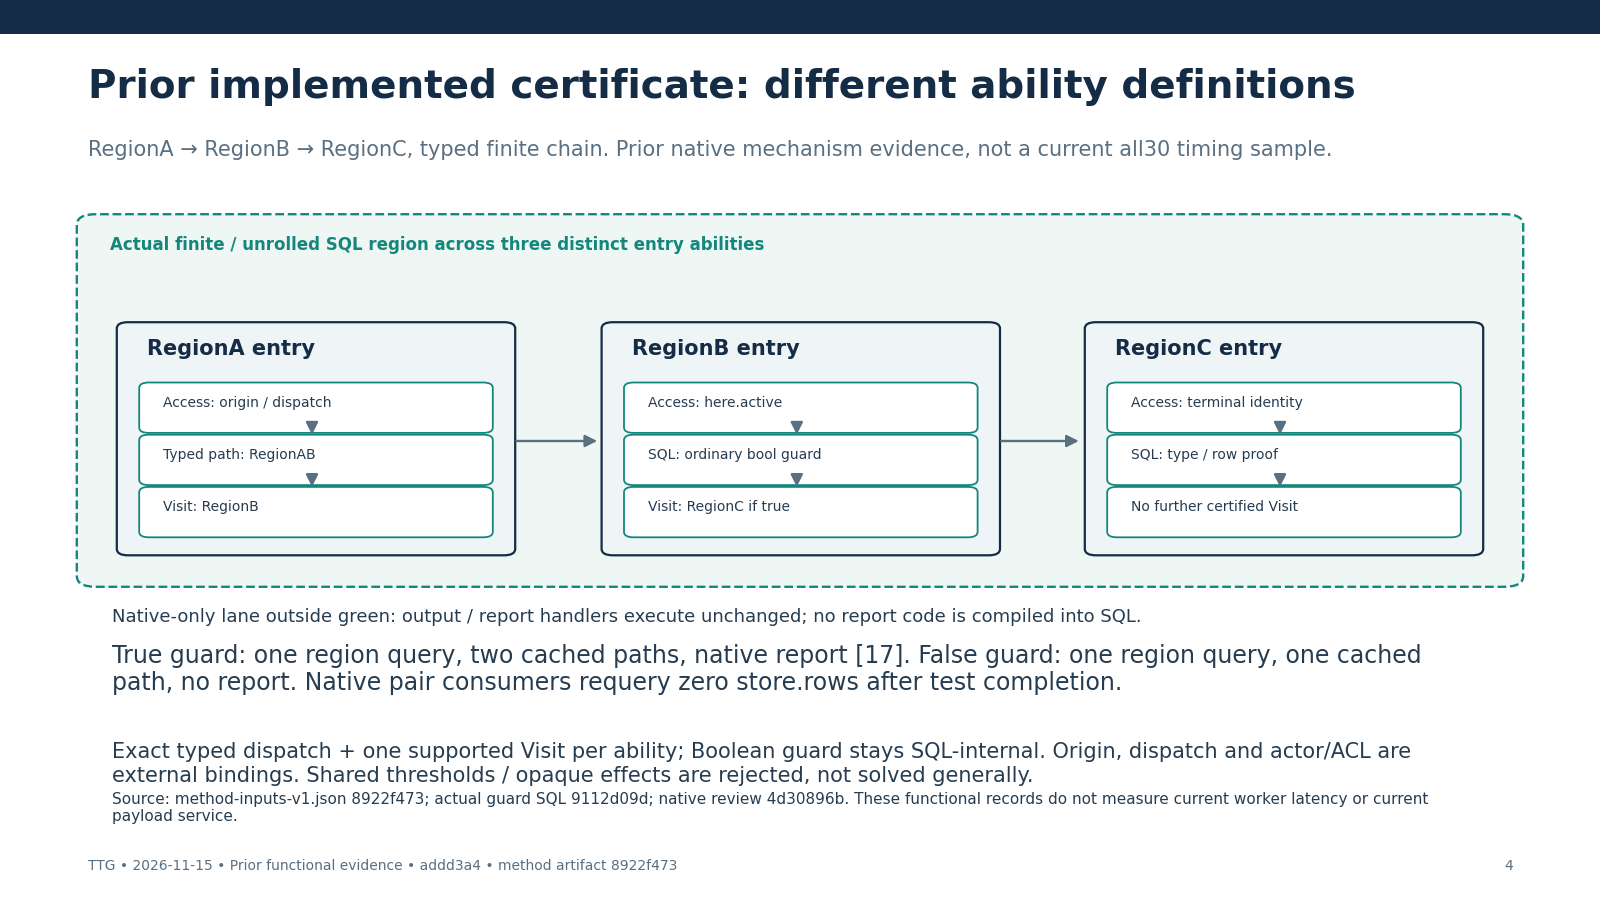 Prior implemented certificate: different ability definitions
RegionA → RegionB → RegionC, typed finite chain. Prior native mechanism evidence, not a current all30 timing sample.
Actual finite / unrolled SQL region across three distinct entry abilities
RegionA entry
Access: origin / dispatch
Typed path: RegionAB
Visit: RegionB
RegionB entry
Access: here.active
SQL: ordinary bool guard
Visit: RegionC if true
RegionC entry
Access: terminal identity
SQL: type / row proof
No further certified Visit
Native-only lane outside green: output / report handlers execute unchanged; no report code is compiled into SQL.
True guard: one region query, two cached paths, native report [17]. False guard: one region query, one cached
path, no report. Native pair consumers requery zero store.rows after test completion.
Exact typed dispatch + one supported Visit per ability; Boolean guard stays SQL-internal. Origin, dispatch and actor/ACL are
external bindings. Shared thresholds / opaque effects are rejected, not solved generally.
Source: method-inputs-v1.json 8922f473; actual guard SQL 9112d09d; native review 4d30896b. These functional records do not measure current worker latency or current
payload service.
TTG • 2026-11-15 • Prior functional evidence • addd3a4 • method artifact 8922f473
4